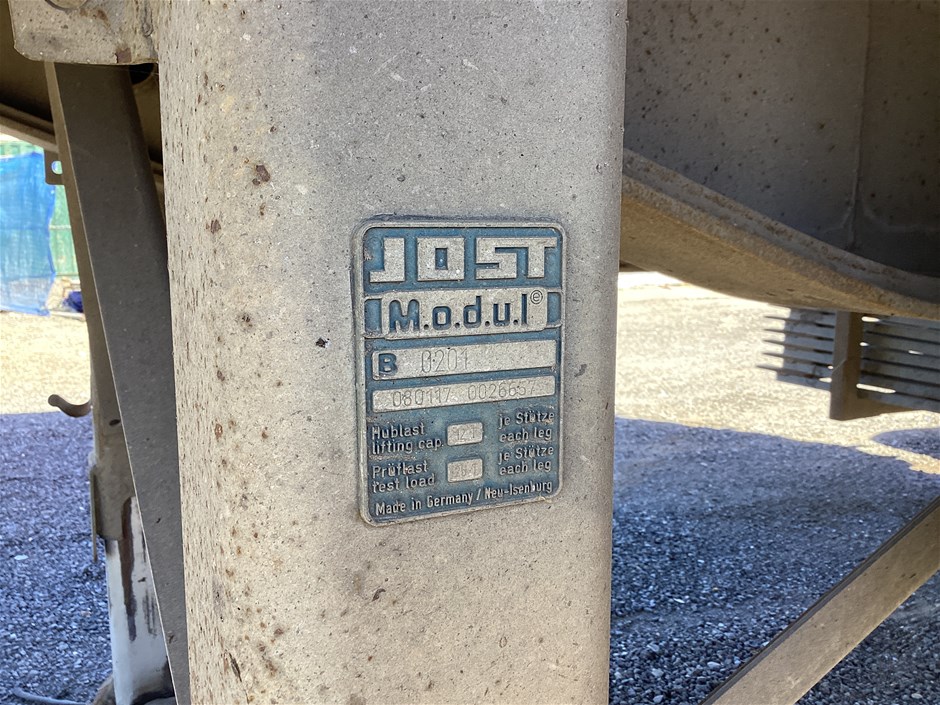 JOST
M.o.d.u.l ®
B 0201
080117 0026657
Hublast je Stütze
lifting cap. 12 t each leg
Prüflast je Stütze
test load each leg
Made in Germany / Neu-Isenburg